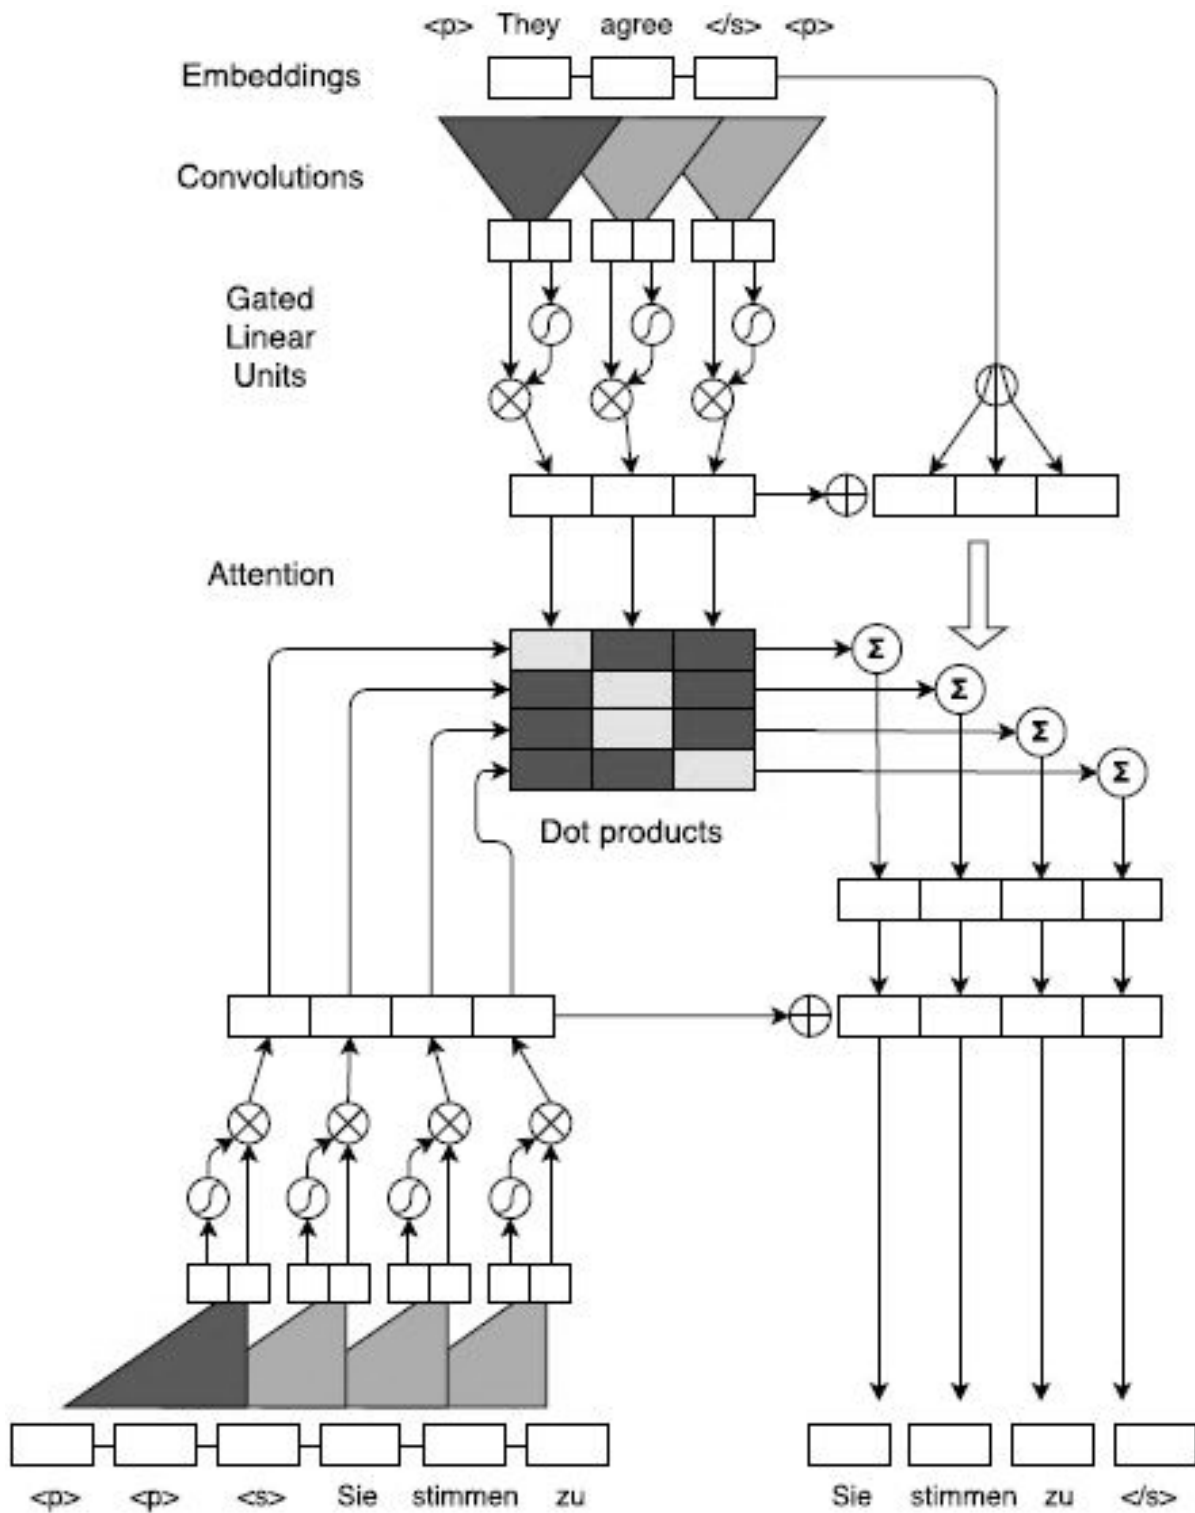 <p> They agree </s> <p>
Embeddings
Convolutions
Gated
Linear
Units
Attention
Σ
Σ
Σ
Σ
Dot products
<p> <p> <s> Sie stimmen zu
Sie stimmen zu </s>